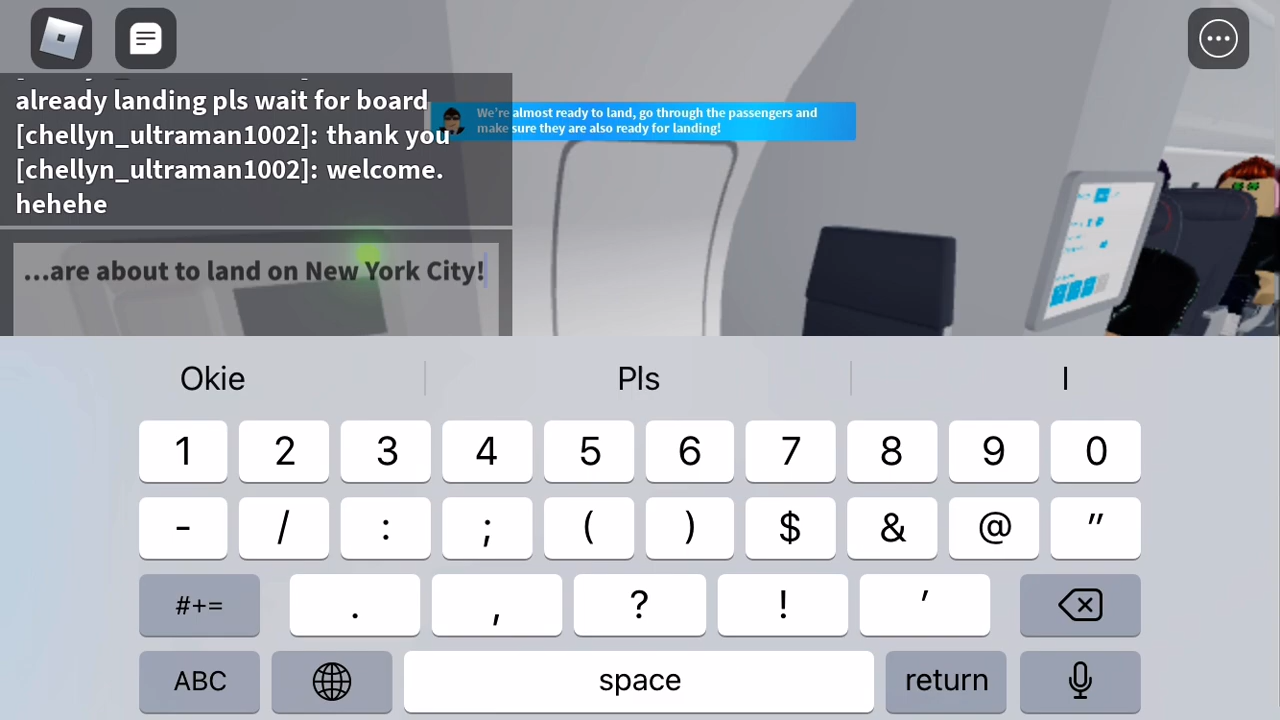 already landing pls wait for board
[chellyn_ultraman1002]: thank you
[chellyn_ultraman1002]: welcome.
hehehe
We're almost ready to land, go through the passengers and
make sure they are also ready for landing!
...are about to land on New York City!
Okie Pls I
1 2 3 4 5 6 7 8 9 0
- / : ; ( ) $ & @ "
#+= . , ? ! '
ABC space return